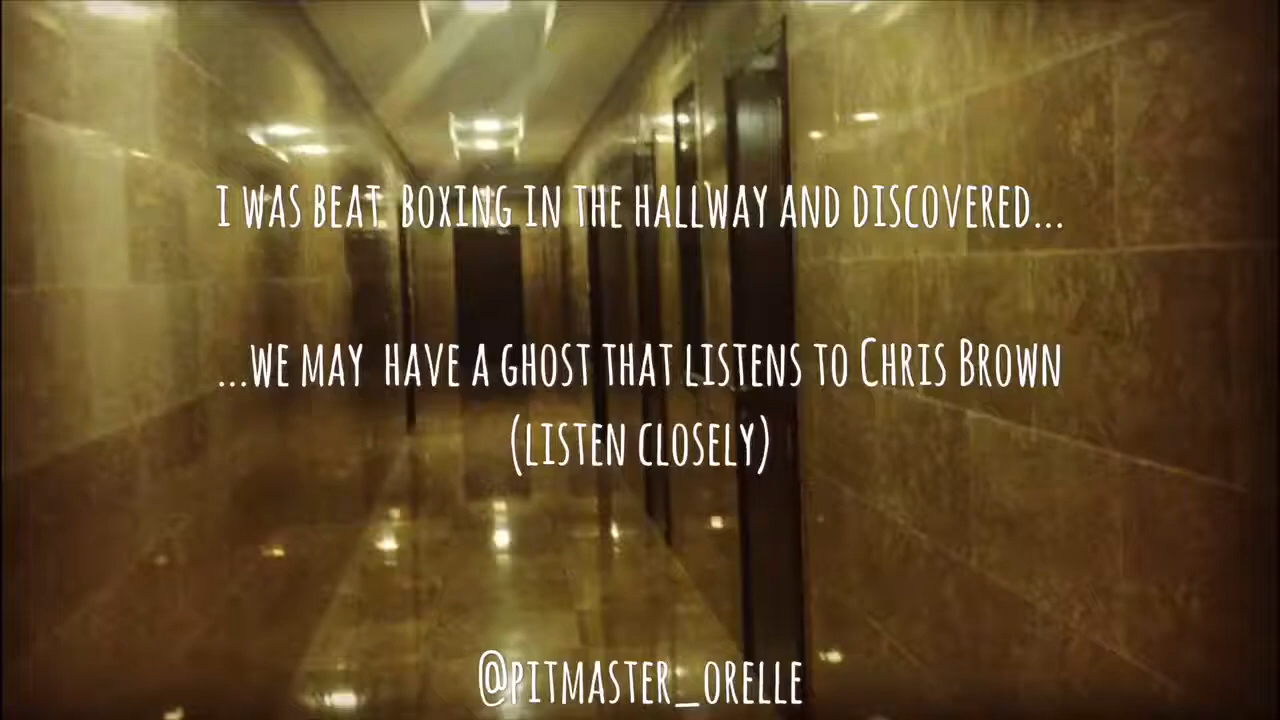 I WAS BEAT BOXING IN THE HALLWAY AND DISCOVERED...
...WE MAY HAVE A GHOST THAT LISTENS TO CHRIS BROWN
(LISTEN CLOSELY)
@PITMASTER_ORELLE